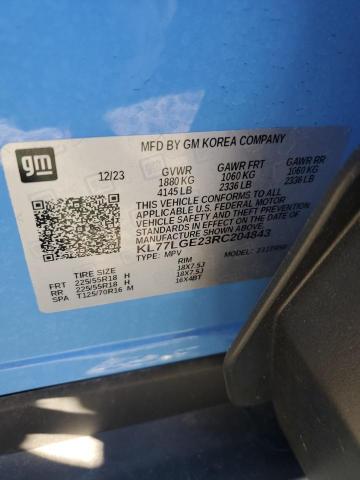 gm
MFD BY GM KOREA COMPANY
12/23 GVWR GAWR FRT GAWR RR
1880 KG 1060 KG 1060 KG
4145 LB 2336 LB 2336 LB
THIS VEHICLE CONFORMS TO ALL
APPLICABLE U.S. FEDERAL MOTOR
VEHICLE SAFETY AND THEFT PREVENTION
STANDARDS IN EFFECT ON THE DATE OF
MANUFACTURE SHOWN ABOVE.
KL77LGE23RC204843
TYPE: MPV MODEL:
TIRE SIZE RIM
FRT 225/55R18 H 18X7.5J
RR 225/55R18 H 18X7.5J
SPA T125/70R16 M 16X4BT